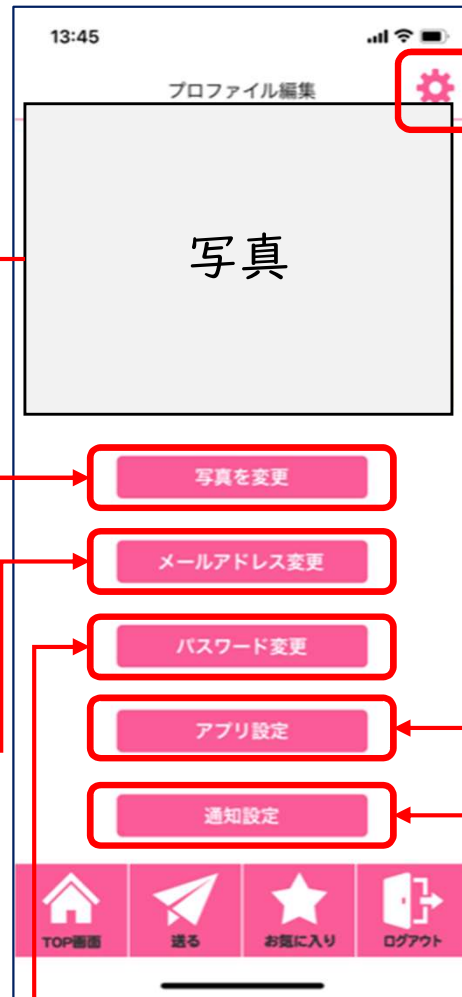 13:45
プロファイル編集
写真
写真を変更
メールアドレス変更
パスワード変更
アプリ設定
通知設定
TOP画面 送る お気に入り ログアウト